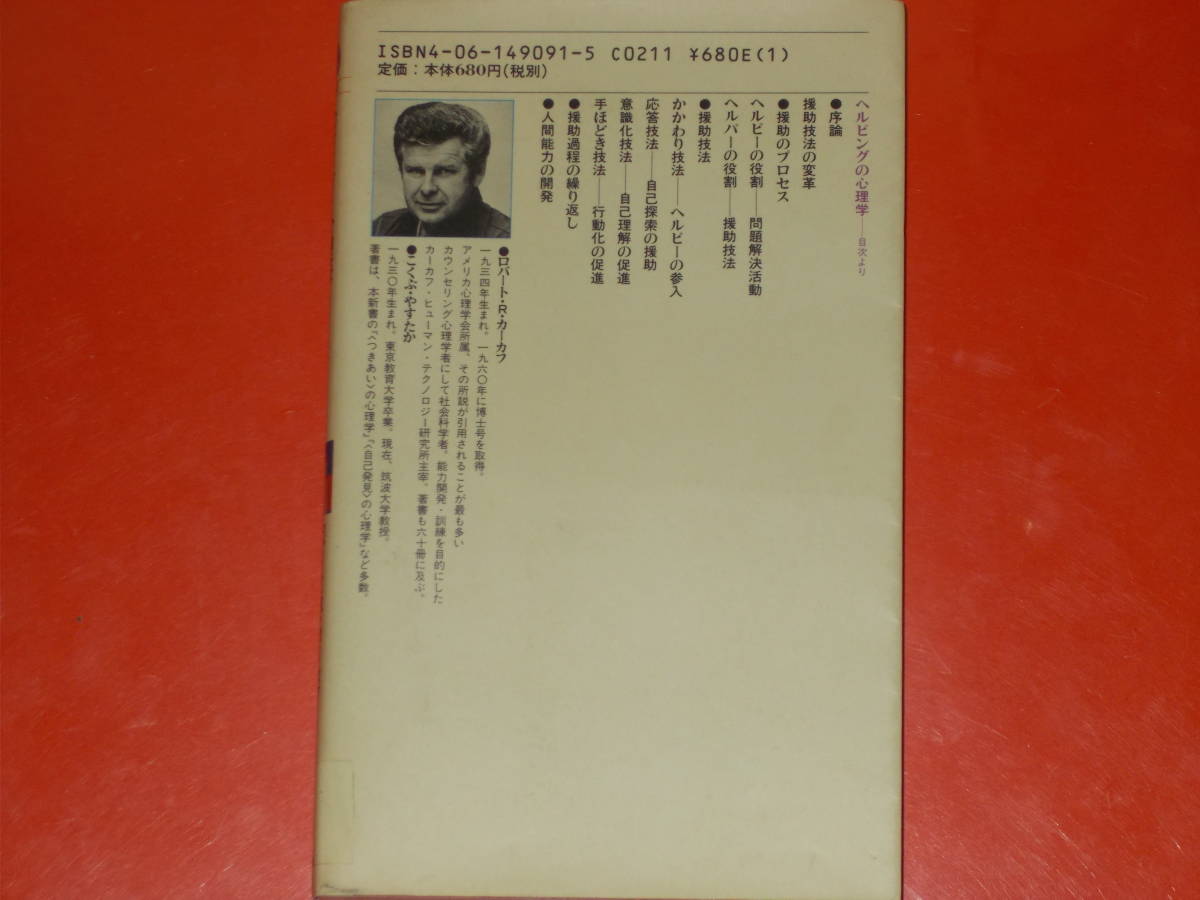 ISBN4-06-149091-5 C0211 ¥680E(1)
定価：本体680円(税別)
ヘルピングの心理学——目次より
●序論
援助技法の変革
●援助のプロセス
ヘルピーの役割——問題解決活動
ヘルパーの役割——援助技法
●援助技法
かかわり技法——ヘルピーの参入
応答技法——自己探索の援助
意識化技法——自己理解の促進
手ほどき技法——行動化の促進
●援助過程の繰り返し
●人間能力の開発
●ロバート・R・カーカフ
一九三四年生まれ。一九六〇年に博士号を取得。
アメリカ心理学会所属。その所説が引用されることが最も多い
カウンセリング心理学者にして社会科学者。能力開発・訓練を目的にした
カーカフ・ヒューマン・テクノロジー研究所主宰。著書も六十冊に及ぶ。
●こくぶ・やすたか
一九三〇年生まれ。東京教育大学卒業。現在、筑波大学教授。
著書は、本新書の『〈つきあい〉の心理学』『〈自己発見〉の心理学』など多数。